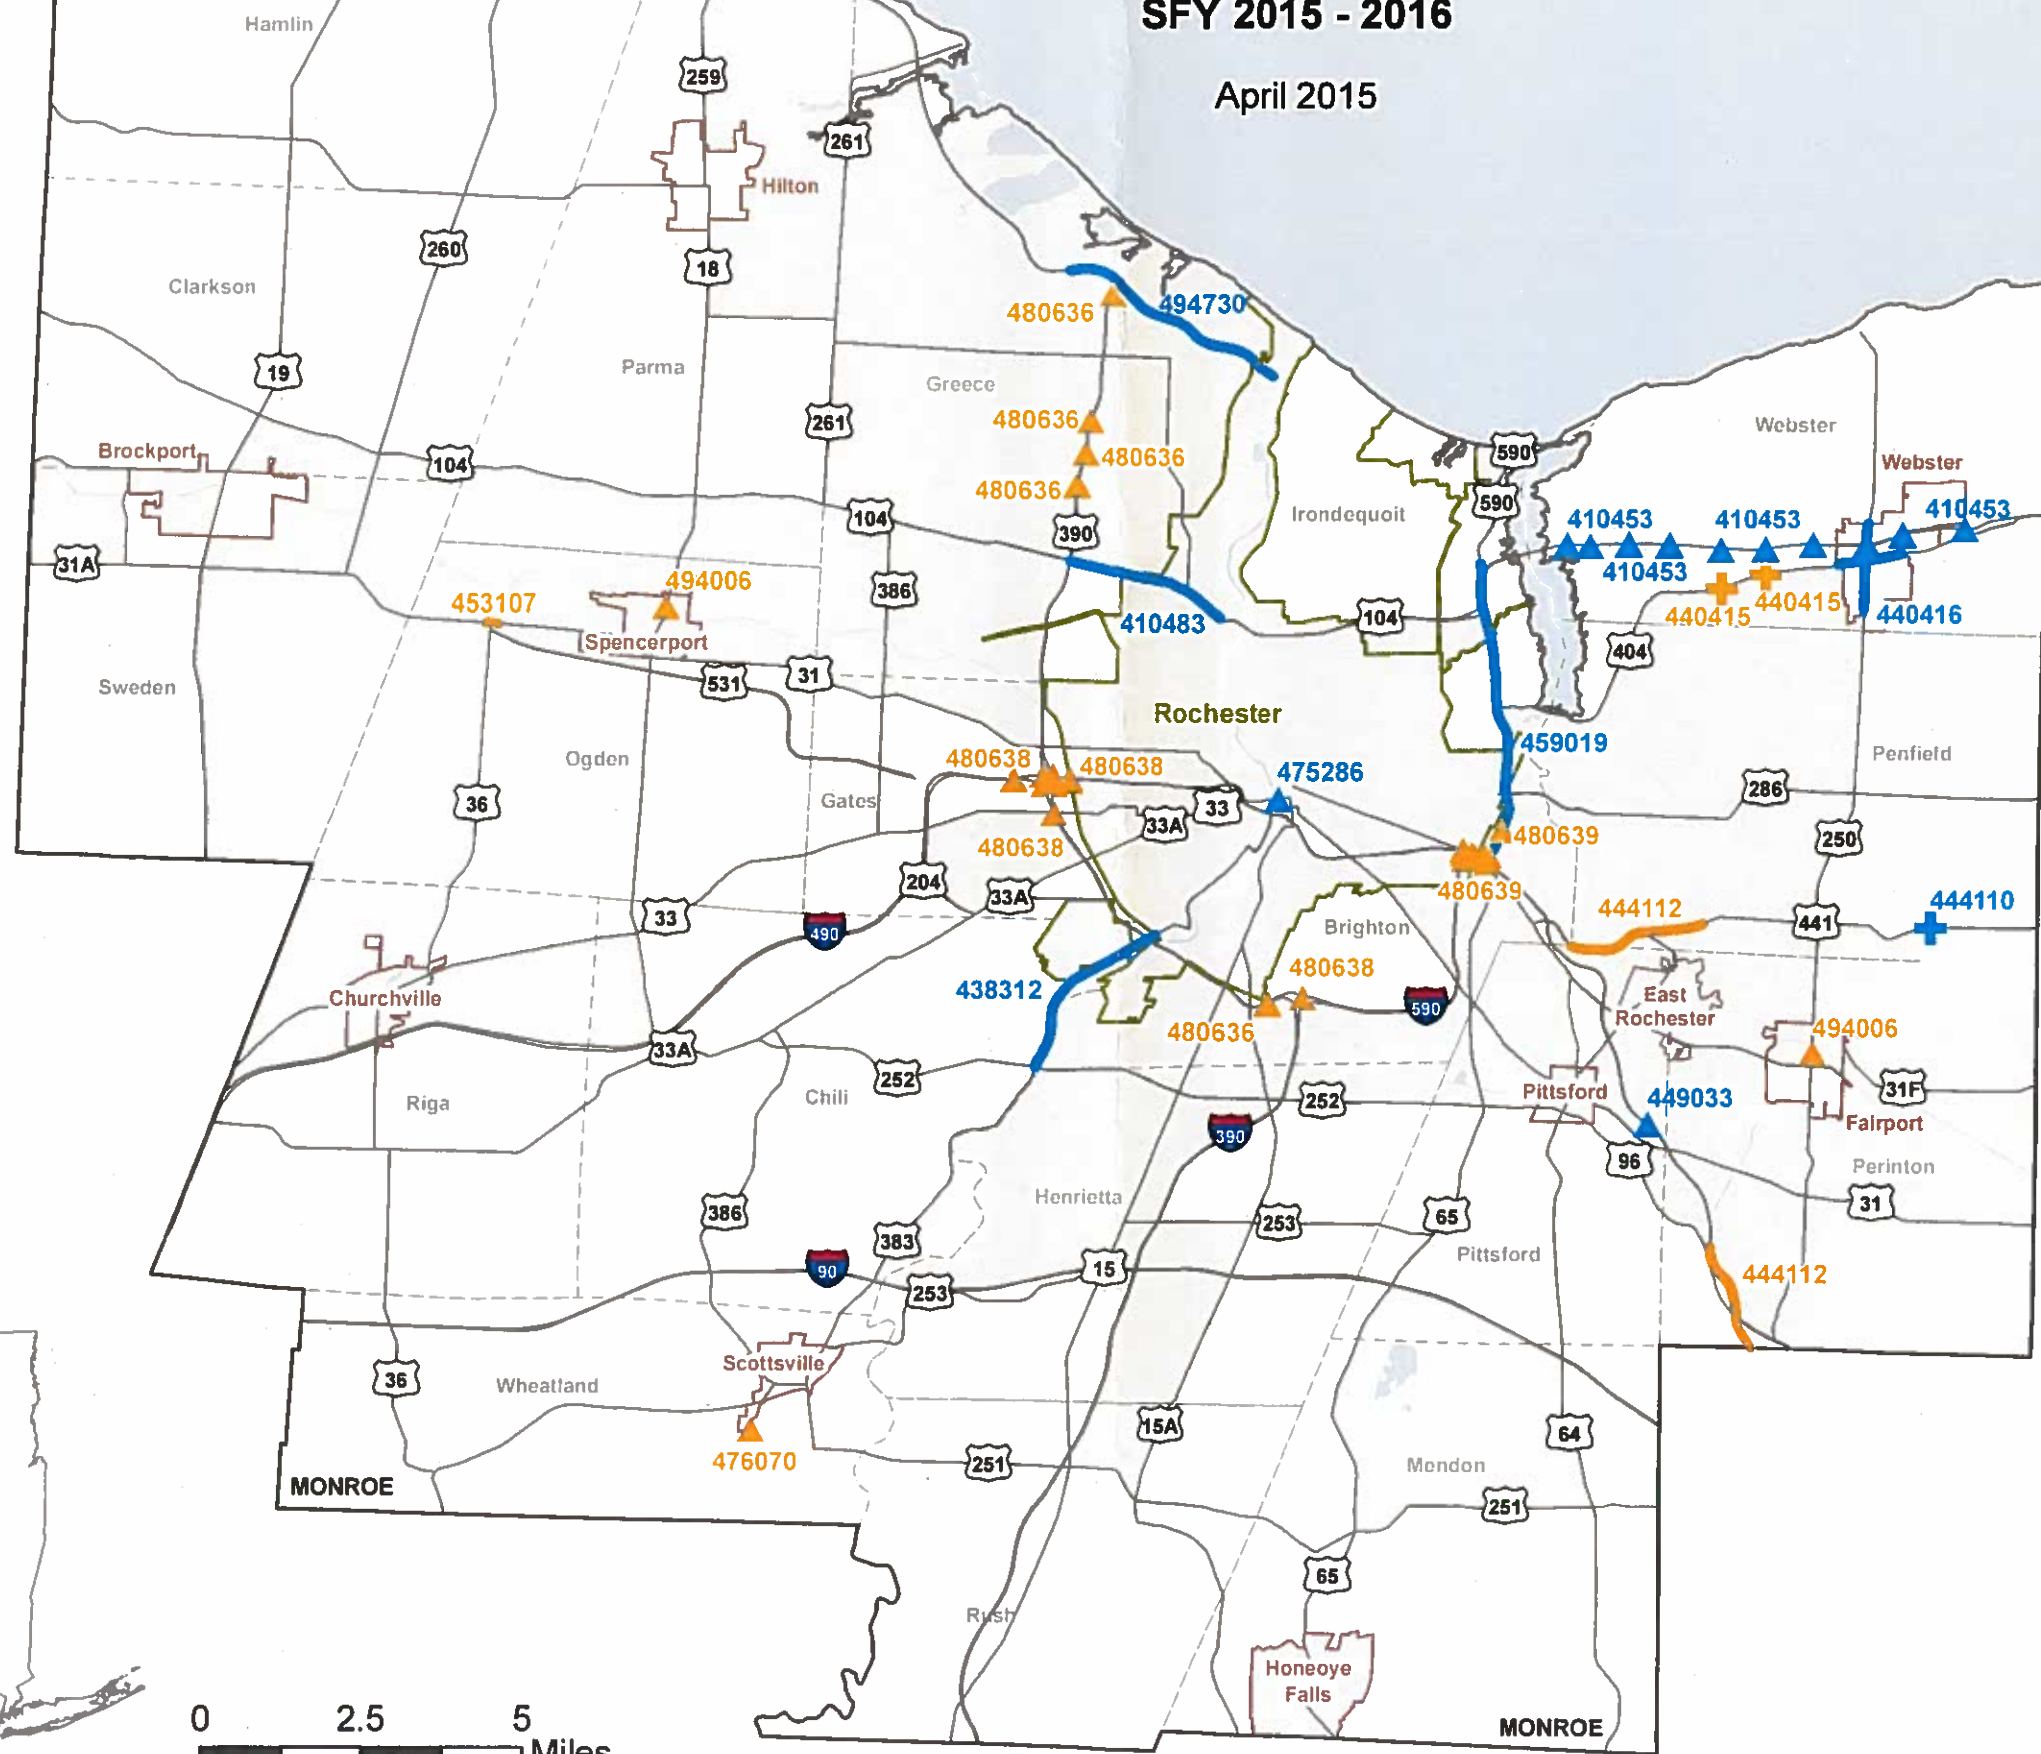 SFY 2015 - 2016
April 2015
Hamlin
259
261
Hilton
260
18
Clarkson
494730
480636
19
Parma
Greece
480636
261
Webster
Brockport
104
480636
590
Webster
480636
590
410453
104
Irondequoit
410453
410453
390
31A
494006
386
410453
453107
440415
440415
440416
104
410483
Spencerport
404
531
31
Sweden
Rochester
459019
Ogden
480638
480638
475286
Penfield
36
Gates
33
286
33A
480639
250
480638
204
480639
33A
444110
33
490
Brighton
444112
441
480638
438312
Churchville
590
East
Rochester
480636
494006
33A
252
Riga
Chili
252
Pittsford
449033
31F
390
Fairport
96
Perinton
Henrietta
386
383
253
65
31
Pittsford
90
15
253
444112
Scottsville
36
Wheatland
15A
64
476070
251
Mendon
MONROE
251
65
Rush
Honeoye
Falls
0 2.5 5
Miles
MONROE